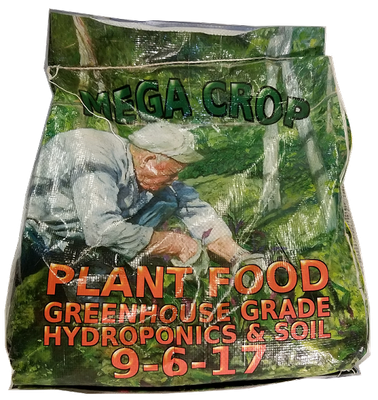 MEGA CROP
PLANT FOOD
GREENHOUSE GRADE
HYDROPONICS & SOIL
9-6-17